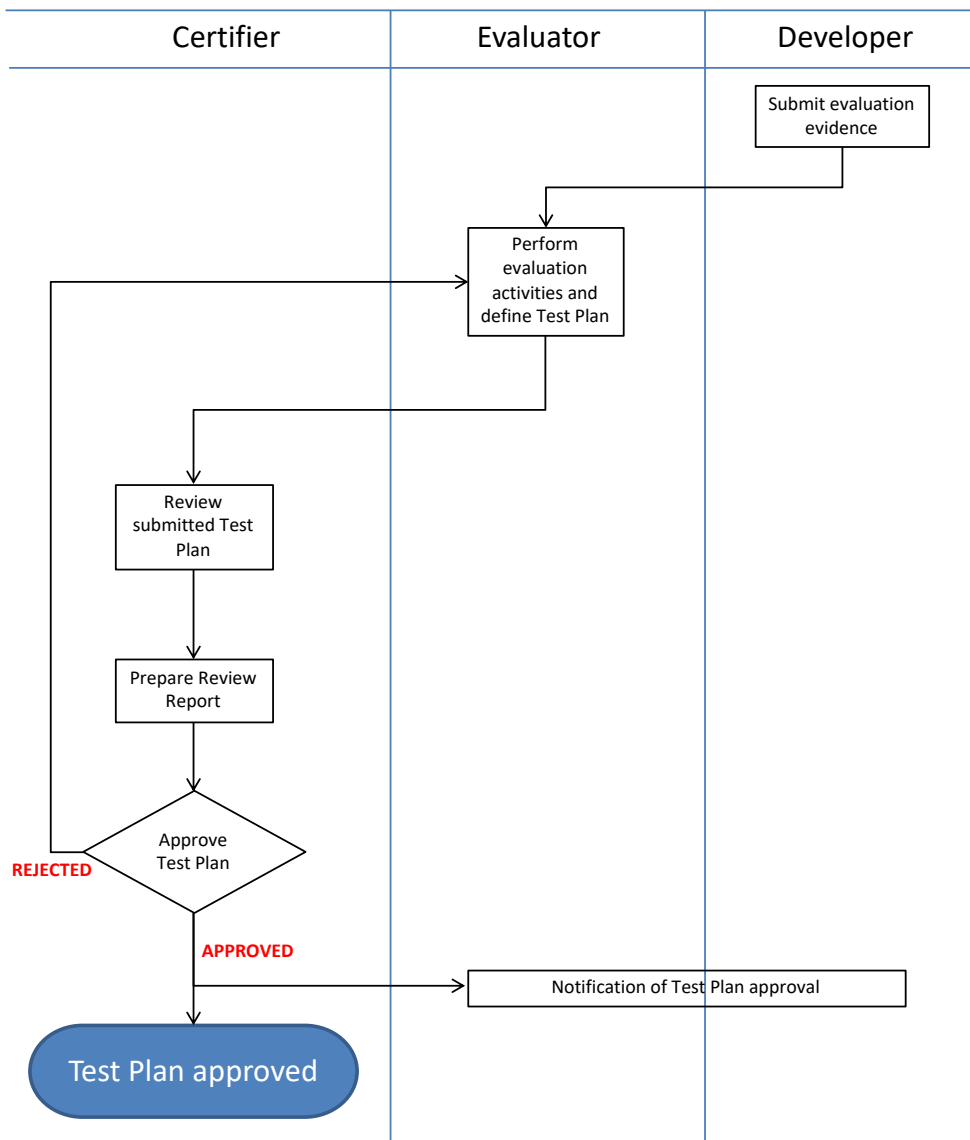 Certifier
Evaluator
Developer
Submit evaluation
evidence
Perform
evaluation
activities and
define Test Plan
Review
submitted Test
Plan
Prepare Review
Report
Approve
Test Plan
REJECTED
APPROVED
Notification of Test Plan approval
Test Plan approved